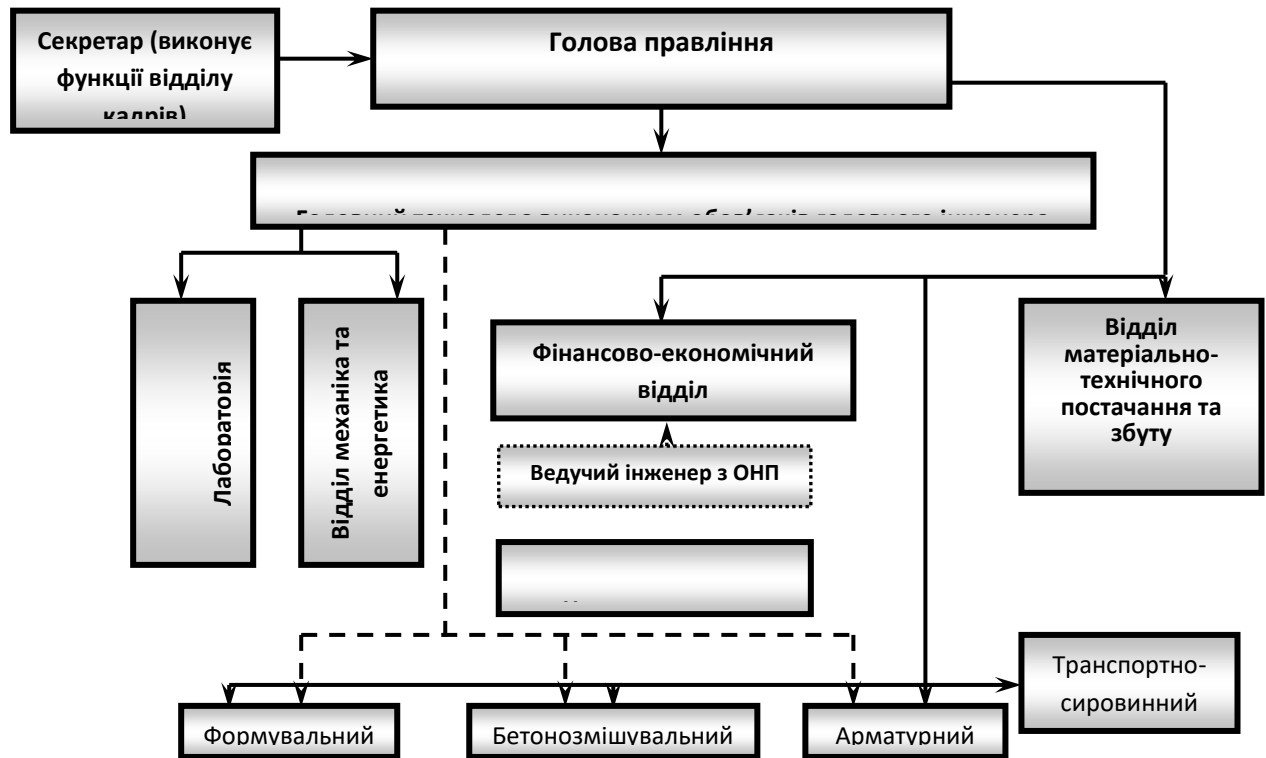 Секретар (виконує
функції відділу
кадрів)
Голова правління
Лабораторія
Відділ механіка та
енергетика
Фінансово-економічний
відділ
Ведучий інженер з ОНП
Відділ
матеріально-
технічного
постачання та
збуту
Транспортно-
сировинний
Формувальний
Бетонозмішувальний
Арматурний